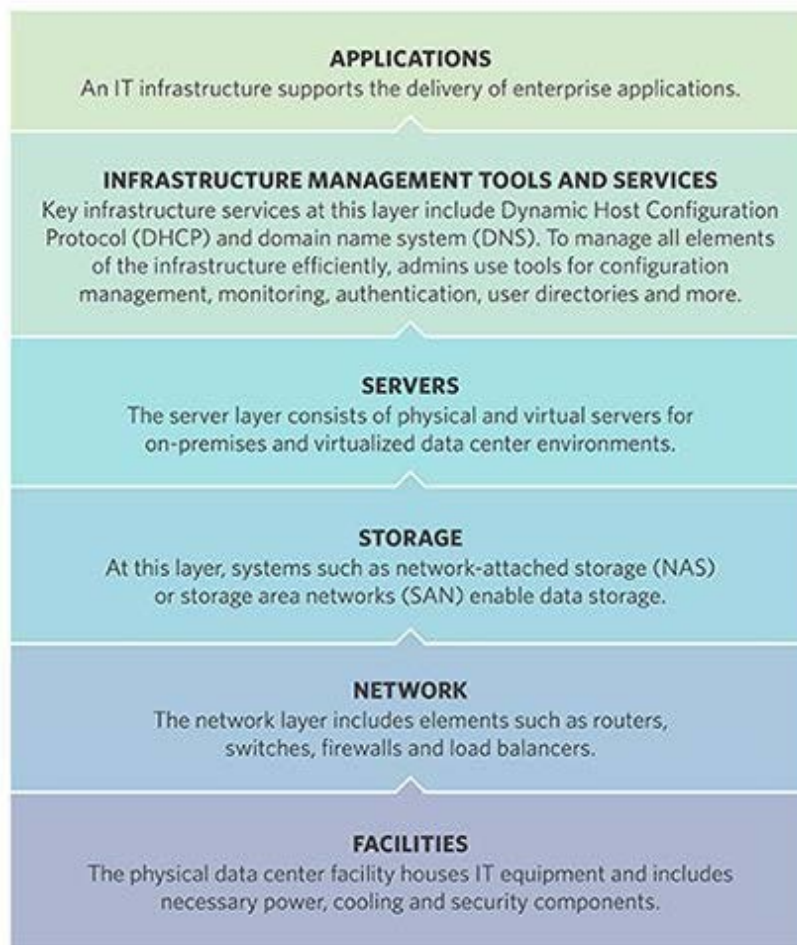 APPLICATIONS
An IT infrastructure supports the delivery of enterprise applications.
INFRASTRUCTURE MANAGEMENT TOOLS AND SERVICES
Key infrastructure services at this layer include Dynamic Host Configuration
Protocol (DHCP) and domain name system (DNS). To manage all elements
of the infrastructure efficiently, admins use tools for configuration
management, monitoring, authentication, user directories and more.
SERVERS
The server layer consists of physical and virtual servers for
on-premises and virtualized data center environments.
STORAGE
At this layer, systems such as network-attached storage (NAS)
or storage area networks (SAN) enable data storage.
NETWORK
The network layer includes elements such as routers,
switches, firewalls and load balancers.
FACILITIES
The physical data center facility houses IT equipment and includes
necessary power, cooling and security components.